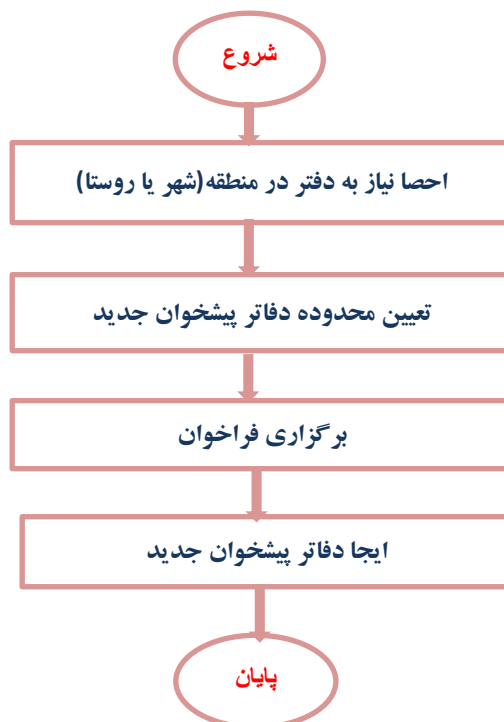 شروع
احصا نیاز به دفتر در منطقه(شهر یا روستا)
تعیین محدوده دفاتر پیشخوان جدید
برگزاری فراخوان
ایجا دفاتر پیشخوان جدید
پایان